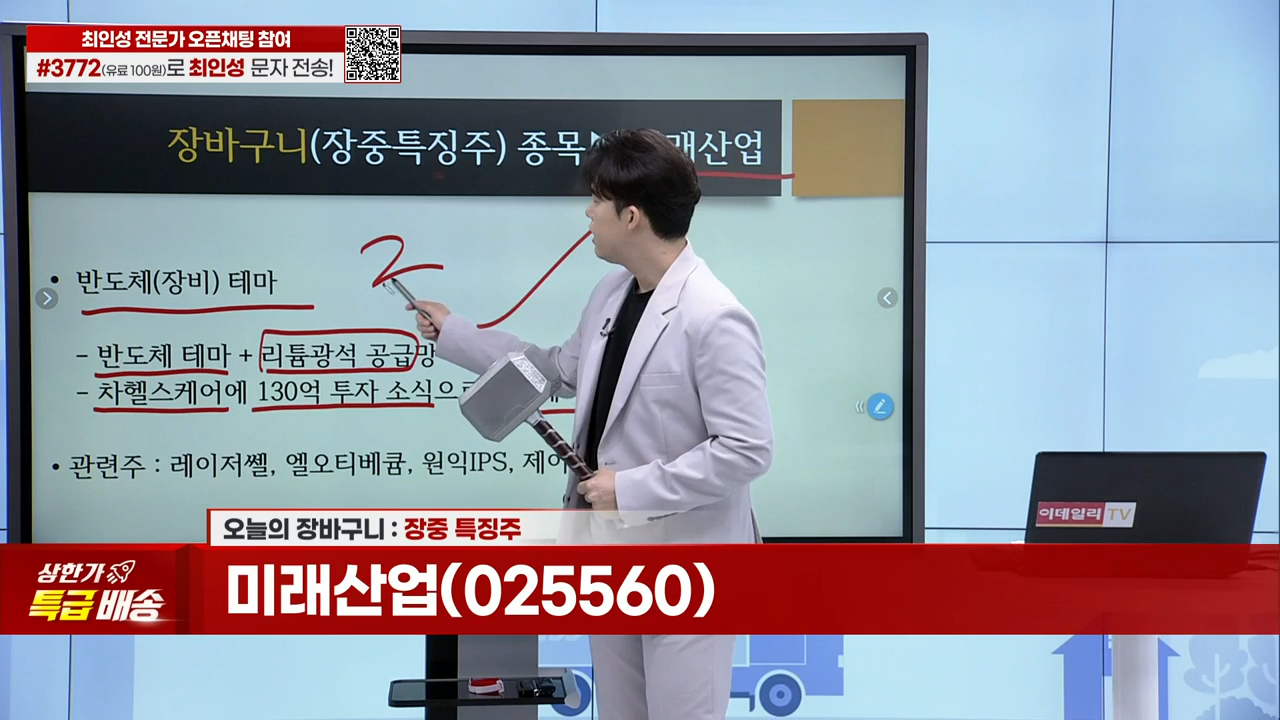 최인성 전문가 오픈채팅 참여
#3772(유료 100원)로 최인성 문자 전송!
장바구니(장중특징주) 종목 래산업
• 반도체(장비) 테마
2
- 반도체 테마 + 리튬광석 공급망
- 차헬스케어에 130억 투자 소식으로
• 관련주 : 레이저쎌, 엘오티베큠, 원익IPS, 제이
이데일리TV
오늘의 장바구니 : 장중 특징주
상한가
특급 배송
미래산업(025560)